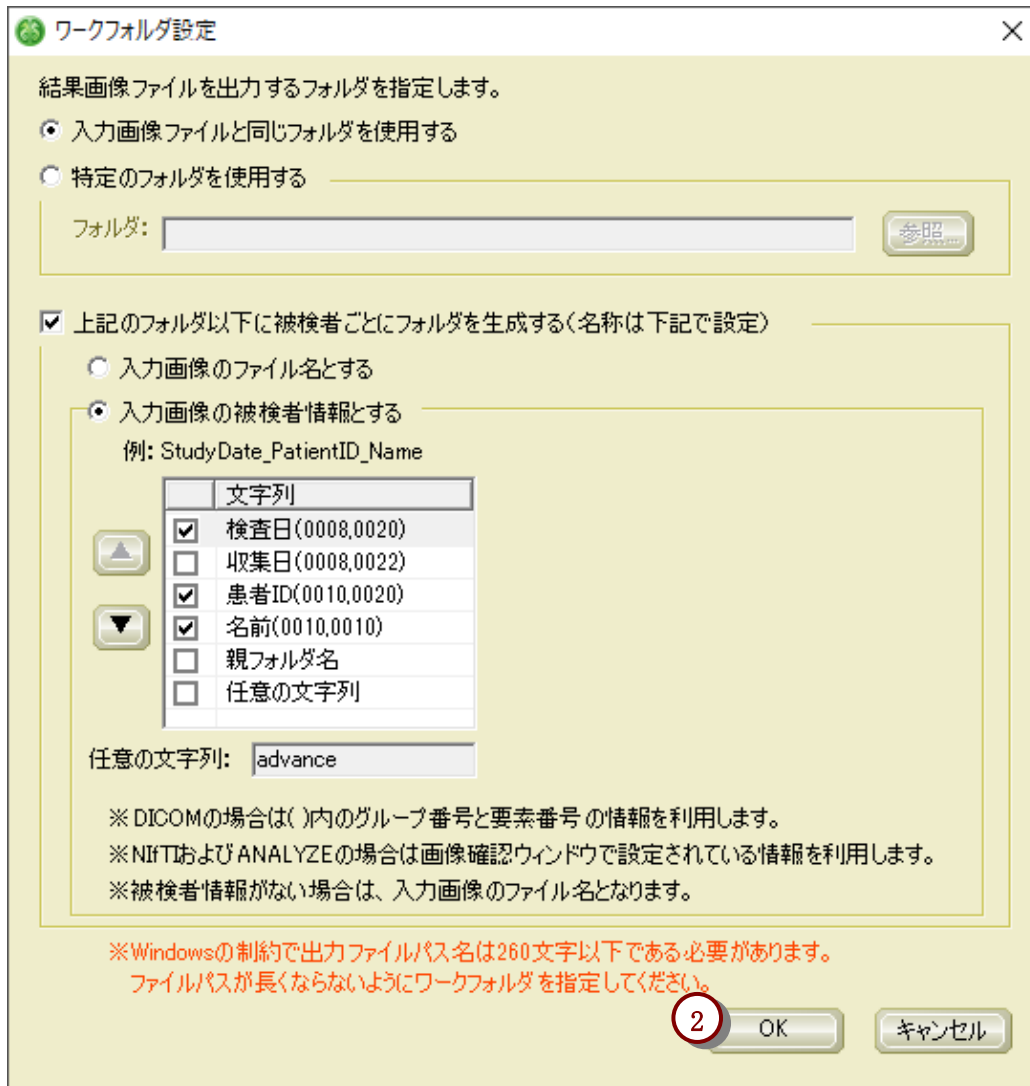 ワークフォルダ設定
結果画像ファイルを出力するフォルダを指定します。
入力画像ファイルと同じフォルダを使用する
特定のフォルダを使用する
フォルダ:
参照...
上記のフォルダ以下に被検者ごとにフォルダを生成する(名称は下記で設定)
入力画像のファイル名とする
入力画像の被検者情報とする
例: StudyDate_PatientID_Name
文字列
検査日(0008,0020)
収集日(0008,0022)
患者ID(0010,0020)
名前(0010,0010)
親フォルダ名
任意の文字列
任意の文字列: advance
※DICOMの場合は( )内のグループ番号と要素番号の情報を利用します。
※NIfTIおよびANALYZEの場合は画像確認ウィンドウで設定されている情報を利用します。
※被検者情報がない場合は、入力画像のファイル名となります。
※Windowsの制約で出力ファイルパス名は260文字以下である必要があります。
ファイルパスが長くならないようにワークフォルダを指定してください。
2 OK キャンセル